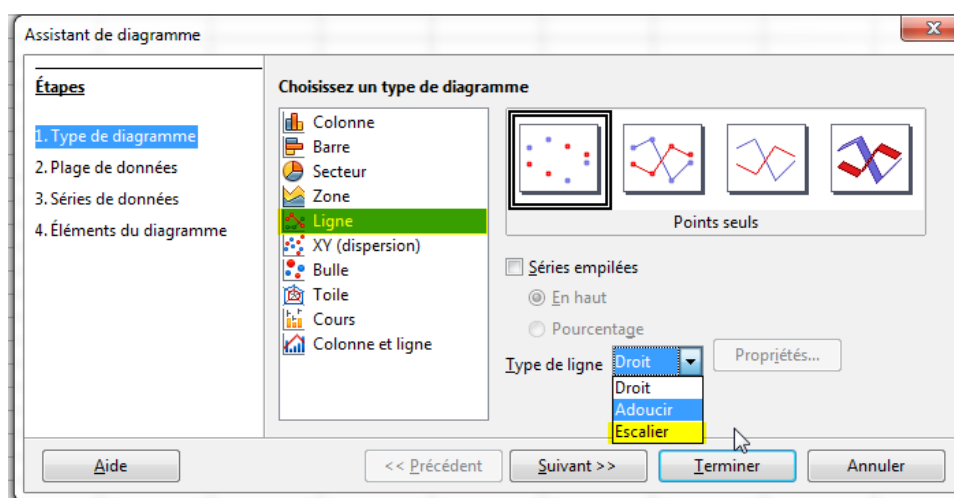 Assistant de diagramme
Étapes
1. Type de diagramme
2. Plage de données
3. Séries de données
4. Éléments du diagramme
Choisissez un type de diagramme
Colonne
Barre
Secteur
Zone
Ligne
XY (dispersion)
Bulle
Toile
Cours
Colonne et ligne
Points seuls
Séries empilées
En haut
Pourcentage
Type de ligne Droit Propriétés...
Droit
Adoucir
Escalier
Aide << Précédent Suivant >> Terminer Annuler